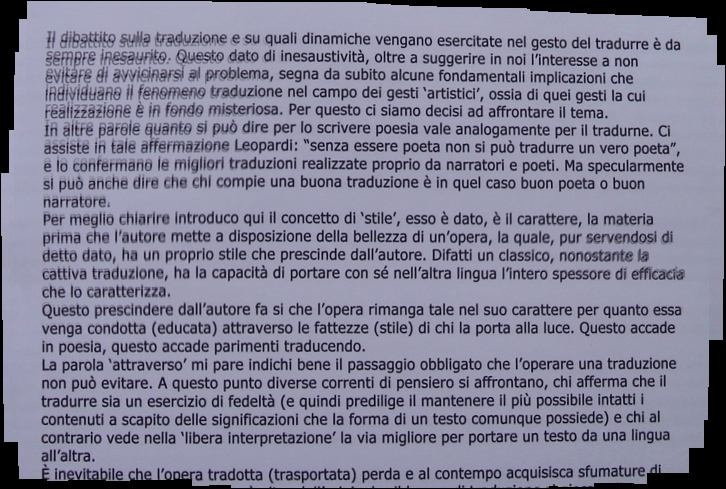 Il dibattito sulla traduzione e su quali dinamiche vengano esercitate nel gesto del tradurre è da
sempre inesaurito. Questo dato di inesaustività, oltre a suggerire in noi l'interesse a non
evitare di avvicinarsi al problema, segna da subito alcune fondamentali implicazioni che
individuano il fenomeno traduzione nel campo dei gesti 'artistici', ossia di quei gesti la cui
realizzazione è in fondo misteriosa. Per questo ci siamo decisi ad affrontare il tema.
In altre parole quanto si può dire per lo scrivere poesia vale analogamente per il tradurne. Ci
assiste in tale affermazione Leopardi: "senza essere poeta non si può tradurre un vero poeta",
e lo confermano le migliori traduzioni realizzate proprio da narratori e poeti. Ma specularmente
si può anche dire che chi compie una buona traduzione è in quel caso buon poeta o buon
narratore.
Per meglio chiarire introduco qui il concetto di 'stile', esso è dato, è il carattere, la materia
prima che l'autore mette a disposizione della bellezza di un'opera, la quale, pur servendosi di
detto dato, ha un proprio stile che prescinde dall'autore. Difatti un classico, nonostante la
cattiva traduzione, ha la capacità di portare con sé nell'altra lingua l'intero spessore di efficacia
che lo caratterizza.
Questo prescindere dall'autore fa si che l'opera rimanga tale nel suo carattere per quanto essa
venga condotta (educata) attraverso le fattezze (stile) di chi la porta alla luce. Questo accade
in poesia, questo accade parimenti traducendo.
La parola 'attraverso' mi pare indichi bene il passaggio obbligato che l'operare una traduzione
non può evitare. A questo punto diverse correnti di pensiero si affrontano, chi afferma che il
tradurre sia un esercizio di fedeltà (e quindi predilige il mantenere il più possibile intatti i
contenuti a scapito delle significazioni che la forma di un testo comunque possiede) e chi al
contrario vede nella 'libera interpretazione' la via migliore per portare un testo da una lingua
all'altra.
È inevitabile che l'opera tradotta (trasportata) perda e al contempo acquisisca sfumature di